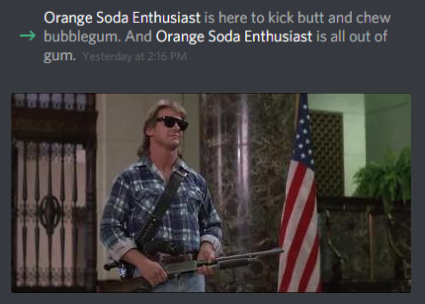 Orange Soda Enthusiast is here to kick butt and chew
bubblegum. And Orange Soda Enthusiast is all out of
gum. Yesterday at 2:16 PM